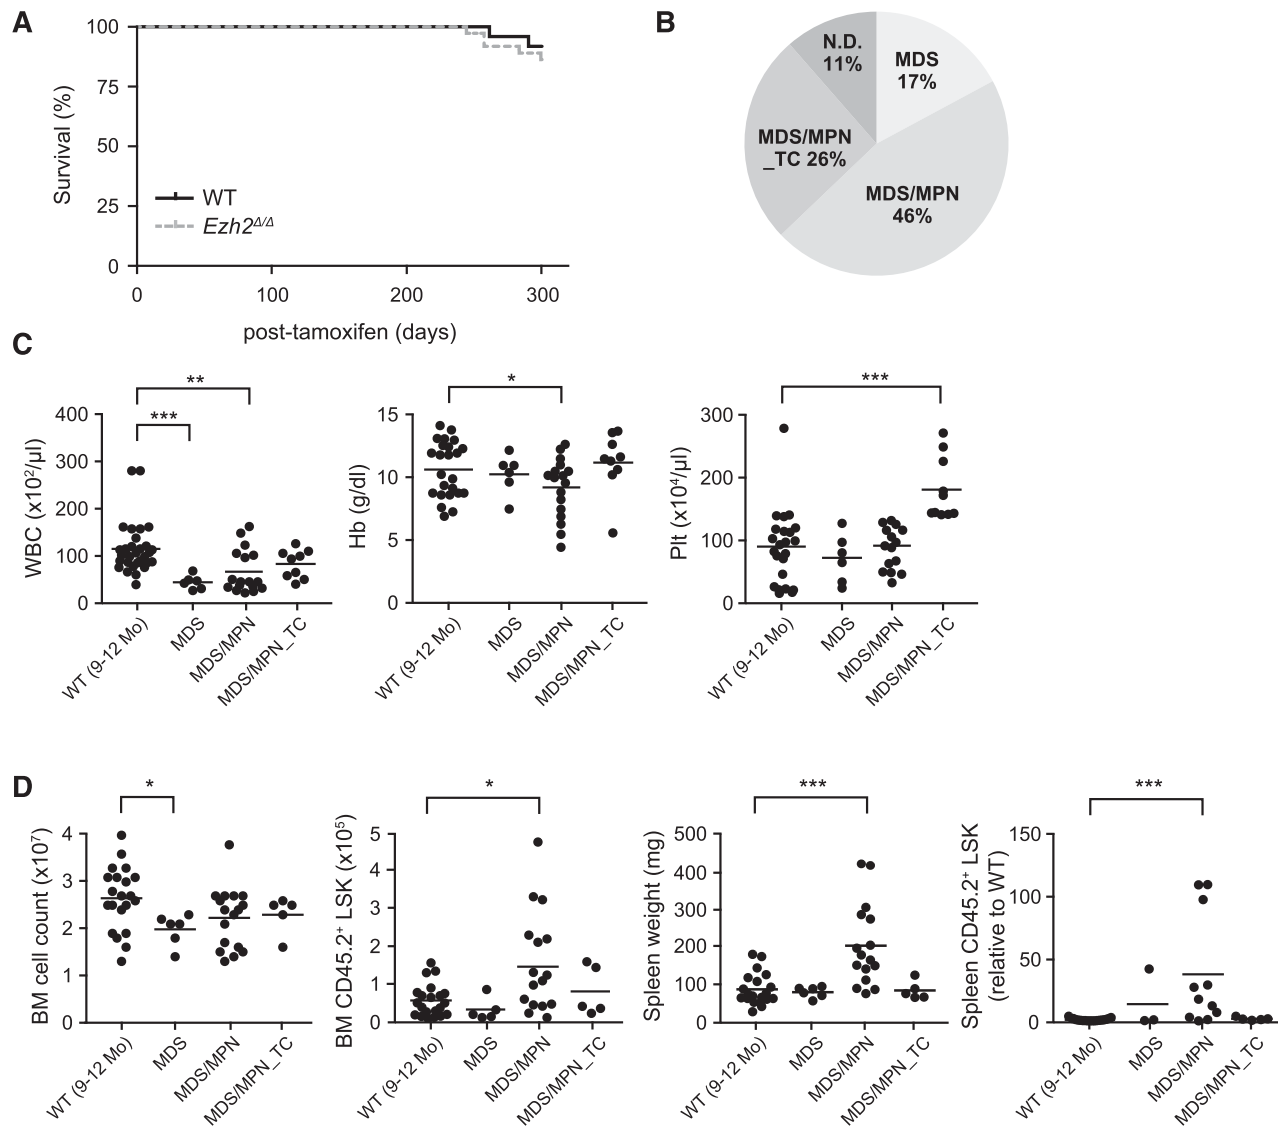 A
100
75
50
25
0
Survival (%)
WT
Ezh2Δ/Δ
0
100
200
300
post-tamoxifen (days)
B
N.D.
11%
MDS
17%
MDS/MPN
_TC 26%
MDS/MPN
46%
C
**
***
400
300
200
100
0
WBC (x10²/μl)
WT (9-12 Mo)
MDS
MDS/MPN
MDS/MPN_TC
*
15
10
5
0
Hb (g/dl)
WT (9-12 Mo)
MDS
MDS/MPN
MDS/MPN_TC
***
300
200
100
0
Plt (x10⁴/μl)
WT (9-12 Mo)
MDS
MDS/MPN
MDS/MPN_TC
D
*
4
3
2
1
0
BM cell count (x10⁷)
WT (9-12 Mo)
MDS
MDS/MPN
MDS/MPN_TC
*
5
4
3
2
1
0
BM CD45.2⁺ LSK (x10⁵)
WT (9-12 Mo)
MDS
MDS/MPN
MDS/MPN_TC
***
500
400
300
200
100
0
Spleen weight (mg)
WT (9-12 Mo)
MDS
MDS/MPN
MDS/MPN_TC
***
150
100
50
0
Spleen CD45.2⁺ LSK
(relative to WT)
WT (9-12 Mo)
MDS
MDS/MPN
MDS/MPN_TC